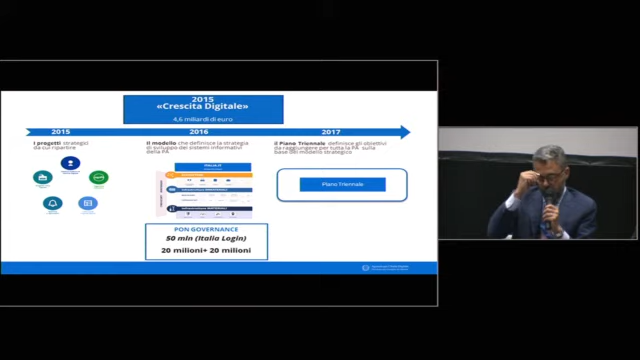 2015
«Crescita Digitale»
4,6 miliardi di euro
2015
2016
2017
I progetti strategici
da cui ripartire
Il modello che definisce la strategia
di sviluppo dei sistemi informativi
della PA
il Piano Triennale definisce gli obiettivi
da raggiungere per tutta la PA sulla
base del modello strategico
ITALIA.IT
Piano Triennale
PON GOVERNANCE
50 mln (Italia Login)
20 milioni+ 20 milioni